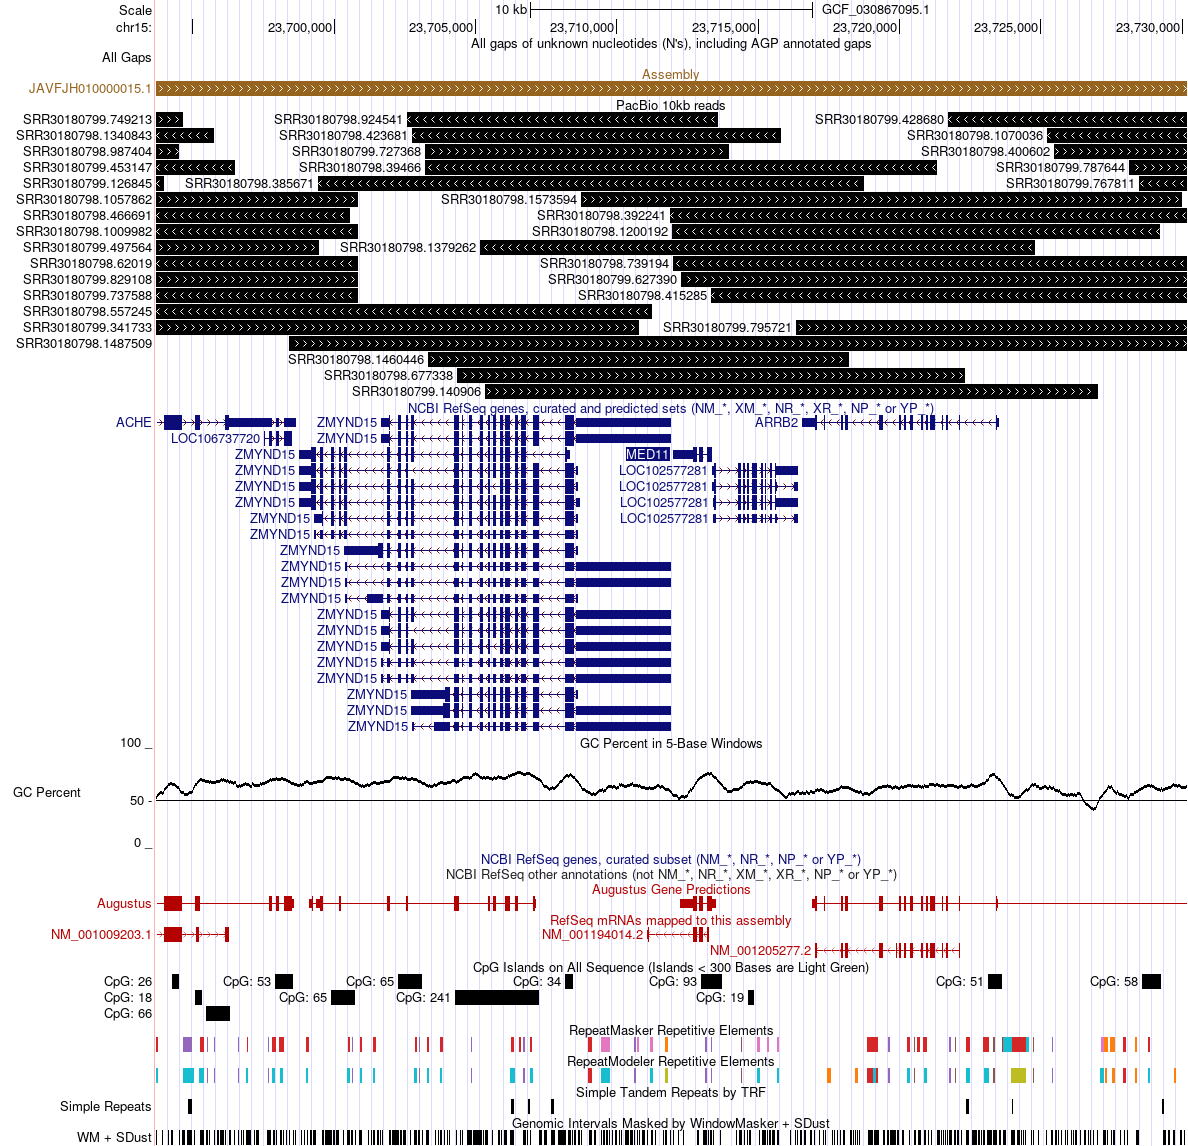 Scale 10 kb GCF_030867095.1
chr15: 23,700,000 23,705,000 23,710,000 23,715,000 23,720,000 23,725,000 23,730,000
All gaps of unknown nucleotides (N's), including AGP annotated gaps
All Gaps
Assembly
JAVFJH010000015.1
PacBio 10kb reads
SRR30180799.749213 SRR30180798.924541 SRR30180799.428680
SRR30180798.1340843 SRR30180798.423681 SRR30180798.1070036
SRR30180798.987404 SRR30180799.727368 SRR30180798.400602
SRR30180799.453147 SRR30180798.39466 SRR30180799.787644
SRR30180799.126845 SRR30180798.385671 SRR30180799.767811
SRR30180798.1057862 SRR30180798.1573594
SRR30180798.466691 SRR30180798.392241
SRR30180798.1009982 SRR30180798.1200192
SRR30180799.497564 SRR30180798.1379262
SRR30180798.62019 SRR30180798.739194
SRR30180799.829108 SRR30180799.627390
SRR30180799.737588 SRR30180798.415285
SRR30180798.557245
SRR30180799.341733 SRR30180799.795721
SRR30180798.1487509
SRR30180798.1460446
SRR30180798.677338
SRR30180799.140906
NCBI RefSeq genes, curated and predicted sets (NM_*, XM_*, NR_*, XR_*, NP_* or YP_*)
ACHE ZMYND15 ARRB2
LOC106737720 ZMYND15
ZMYND15 MED11
ZMYND15 LOC102577281
ZMYND15 LOC102577281
ZMYND15 LOC102577281
ZMYND15 LOC102577281
ZMYND15
ZMYND15
ZMYND15
ZMYND15
ZMYND15
ZMYND15
ZMYND15
ZMYND15
ZMYND15
ZMYND15
ZMYND15
ZMYND15
ZMYND15
100 _ GC Percent in 5-Base Windows
GC Percent
50 -
0 _
NCBI RefSeq genes, curated subset (NM_*, NR_*, NP_* or YP_*)
NCBI RefSeq other annotations (not NM_*, NR_*, XM_*, XR_*, NP_* or YP_*)
Augustus Gene Predictions
Augustus
RefSeq mRNAs mapped to this assembly
NM_001009203.1 NM_001194014.2
NM_001205277.2
CpG Islands on All Sequence (Islands < 300 Bases are Light Green)
CpG: 26 CpG: 53 CpG: 65 CpG: 34 CpG: 93 CpG: 51 CpG: 58
CpG: 18 CpG: 65 CpG: 241 CpG: 19
CpG: 66
RepeatMasker Repetitive Elements
RepeatModeler Repetitive Elements
Simple Tandem Repeats by TRF
Simple Repeats
Genomic Intervals Masked by WindowMasker + SDust
WM + SDust